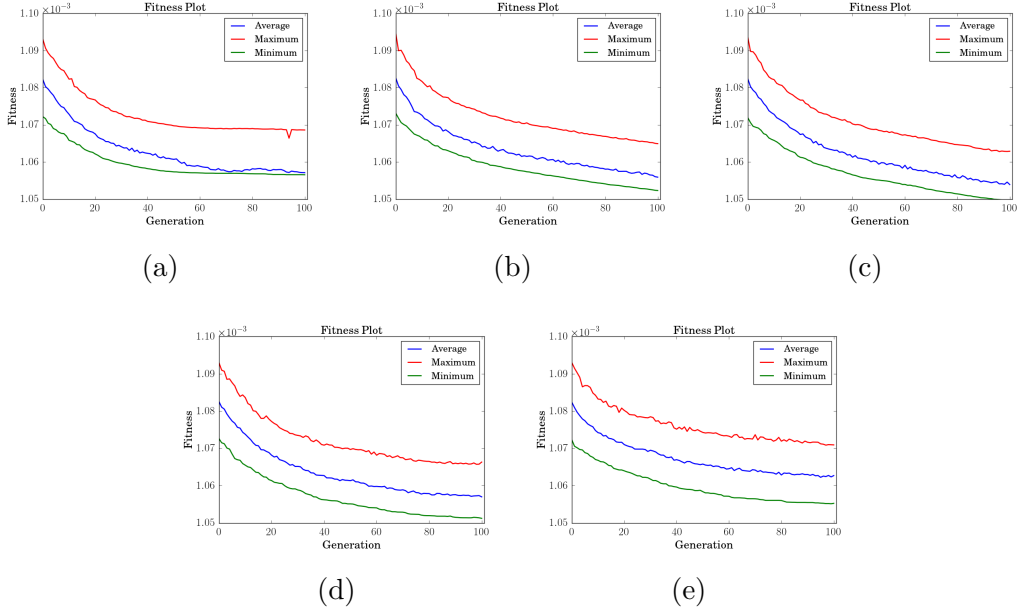 Fitness Plot
1.10 ×10⁻³
1.09
1.08
1.07
1.06
1.05
Fitness
0 20 40 60 80 100
Generation
Average
Maximum
Minimum
(a)
Fitness Plot
1.10 ×10⁻³
1.09
1.08
1.07
1.06
1.05
Fitness
0 20 40 60 80 100
Generation
Average
Maximum
Minimum
(b)
Fitness Plot
1.10 ×10⁻³
1.09
1.08
1.07
1.06
1.05
Fitness
0 20 40 60 80 100
Generation
Average
Maximum
Minimum
(c)
Fitness Plot
1.10 ×10⁻³
1.09
1.08
1.07
1.06
1.05
Fitness
0 20 40 60 80 100
Generation
Average
Maximum
Minimum
(d)
Fitness Plot
1.10 ×10⁻³
1.09
1.08
1.07
1.06
1.05
Fitness
0 20 40 60 80 100
Generation
Average
Maximum
Minimum
(e)